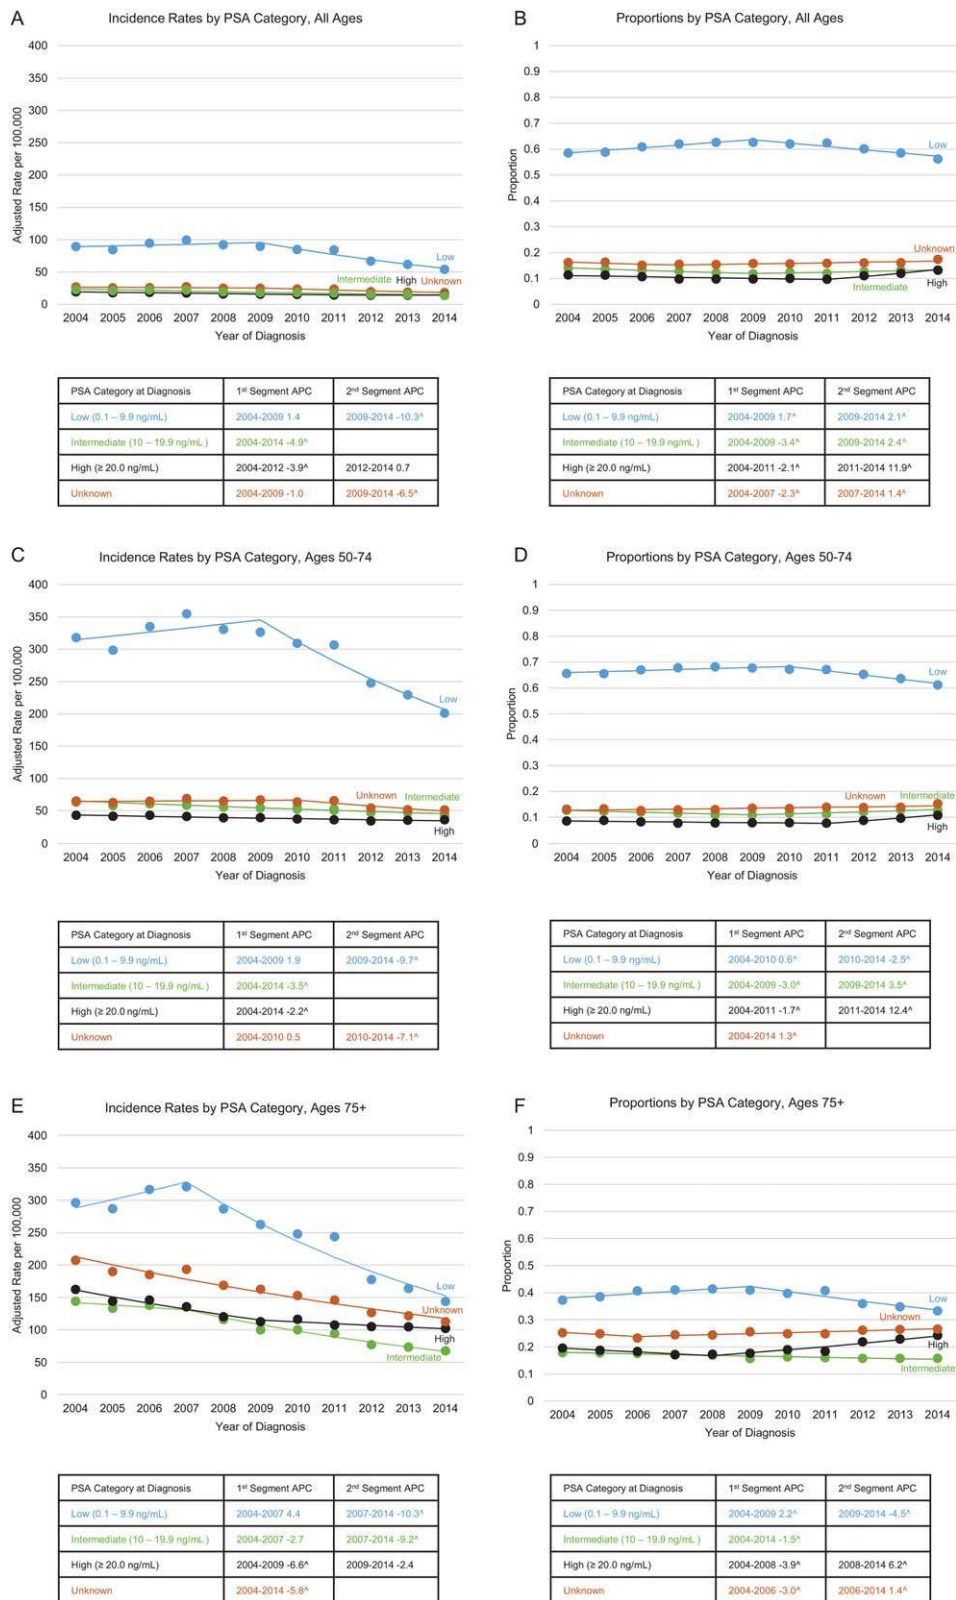 A
Incidence Rates by PSA Category, All Ages
400
350
300
250
200
150
100
50
0
Adjusted Rate per 100,000
Low
Intermediate High Unknown
2004 2005 2006 2007 2008 2009 2010 2011 2012 2013 2014
Year of Diagnosis
PSA Category at Diagnosis 1st Segment APC 2nd Segment APC
Low (0.1 – 9.9 ng/mL) 2004-2009 1.4 2009-2014 -10.3^
Intermediate (10 – 19.9 ng/mL) 2004-2014 -4.9^
High (≥ 20.0 ng/mL) 2004-2012 -3.9^ 2012-2014 0.7
Unknown 2004-2009 -1.0 2009-2014 -6.5^
B
Proportions by PSA Category, All Ages
1
0.9
0.8
0.7
0.6
0.5
0.4
0.3
0.2
0.1
0
Proportion
Low
Unknown
Intermediate
High
2004 2005 2006 2007 2008 2009 2010 2011 2012 2013 2014
Year of Diagnosis
PSA Category at Diagnosis 1st Segment APC 2nd Segment APC
Low (0.1 – 9.9 ng/mL) 2004-2009 1.7^ 2009-2014 2.1^
Intermediate (10 – 19.9 ng/mL) 2004-2009 -3.4^ 2009-2014 2.4^
High (≥ 20.0 ng/mL) 2004-2011 -2.1^ 2011-2014 11.9^
Unknown 2004-2007 -2.3^ 2007-2014 1.4^
C
Incidence Rates by PSA Category, Ages 50-74
400
350
300
250
200
150
100
50
0
Adjusted Rate per 100,000
Low
Unknown Intermediate
High
2004 2005 2006 2007 2008 2009 2010 2011 2012 2013 2014
Year of Diagnosis
PSA Category at Diagnosis 1st Segment APC 2nd Segment APC
Low (0.1 – 9.9 ng/mL) 2004-2009 1.9 2009-2014 -9.7^
Intermediate (10 – 19.9 ng/mL) 2004-2014 -3.5^
High (≥ 20.0 ng/mL) 2004-2014 -2.2^
Unknown 2004-2010 0.5 2010-2014 -7.1^
D
Proportions by PSA Category, Ages 50-74
1
0.9
0.8
0.7
0.6
0.5
0.4
0.3
0.2
0.1
0
Proportion
Low
Unknown Intermediate
High
2004 2005 2006 2007 2008 2009 2010 2011 2012 2013 2014
Year of Diagnosis
PSA Category at Diagnosis 1st Segment APC 2nd Segment APC
Low (0.1 – 9.9 ng/mL) 2004-2010 0.6^ 2010-2014 -2.5^
Intermediate (10 – 19.9 ng/mL) 2004-2009 -3.0^ 2009-2014 3.5^
High (≥ 20.0 ng/mL) 2004-2011 -1.7^ 2011-2014 12.4^
Unknown 2004-2014 1.3^
E
Incidence Rates by PSA Category, Ages 75+
400
350
300
250
200
150
100
50
0
Adjusted Rate per 100,000
Low
Unknown
High
Intermediate
2004 2005 2006 2007 2008 2009 2010 2011 2012 2013 2014
Year of Diagnosis
PSA Category at Diagnosis 1st Segment APC 2nd Segment APC
Low (0.1 – 9.9 ng/mL) 2004-2007 4.4 2007-2014 -10.3^
Intermediate (10 – 19.9 ng/mL) 2004-2007 -2.7 2007-2014 -9.2^
High (≥ 20.0 ng/mL) 2004-2009 -6.6^ 2009-2014 -2.4
Unknown 2004-2014 -5.8^
F
Proportions by PSA Category, Ages 75+
1
0.9
0.8
0.7
0.6
0.5
0.4
0.3
0.2
0.1
0
Proportion
Low
Unknown
High
Intermediate
2004 2005 2006 2007 2008 2009 2010 2011 2012 2013 2014
Year of Diagnosis
PSA Category at Diagnosis 1st Segment APC 2nd Segment APC
Low (0.1 – 9.9 ng/mL) 2004-2009 2.2^ 2009-2014 -4.5^
Intermediate (10 – 19.9 ng/mL) 2004-2014 -1.5^
High (≥ 20.0 ng/mL) 2004-2008 -3.9^ 2008-2014 6.2^
Unknown 2004-2006 -3.0^ 2006-2014 1.4^